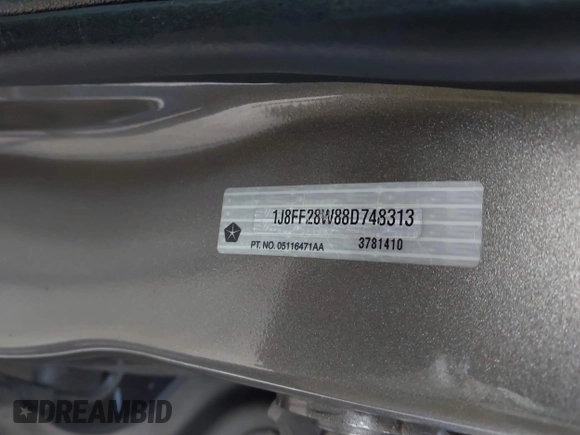 1J8FF28W88D748313
PT. NO. 05116471AA 3781410
DREAMBID